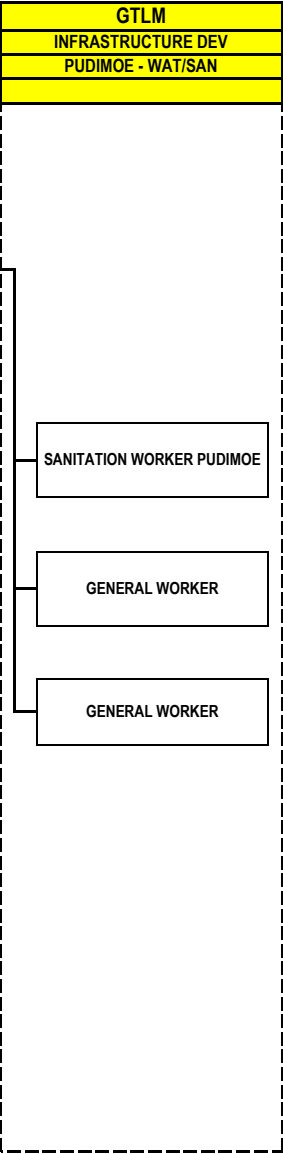 GTLM
INFRASTRUCTURE DEV
PUDIMOE - WAT/SAN
SANITATION WORKER PUDIMOE
GENERAL WORKER
GENERAL WORKER